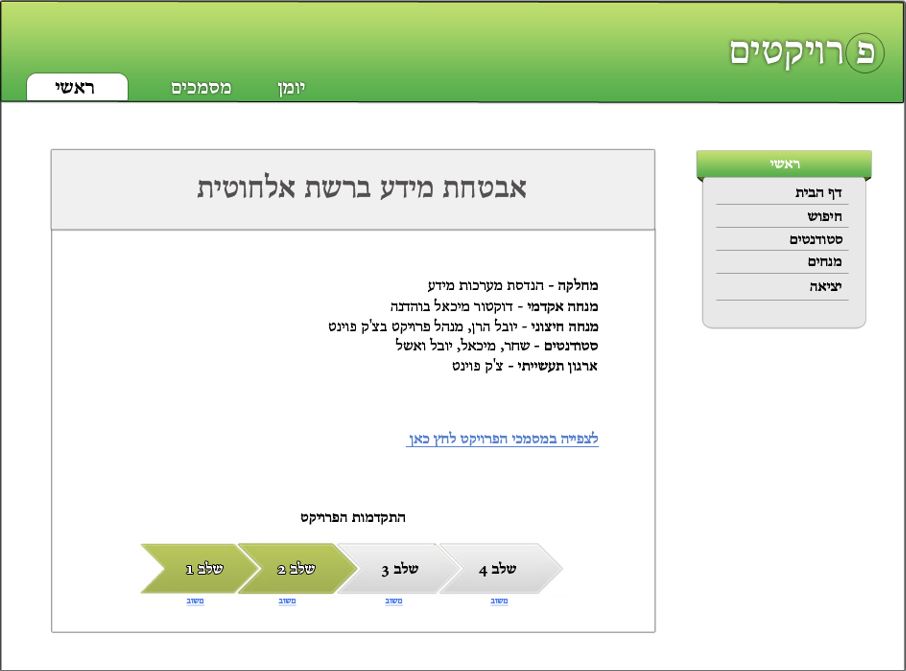 פרויקטים
ראשי
מסמכים
יומן
ראשי
דף הבית
חיפוש
סטודנטים
מנחים
יציאה
אבטחת מידע ברשת אלחוטית
מחלקה - הנדסת מערכות מידע
מנחה אקדמי - דוקטור מיכאל בוהדנה
מנחה חיצוני - יובל הרן, מנהל פרויקט בצ'ק פוינט
סטודנטים - שחר, מיכאל, יובל ואשל
ארגון תעשייתי - צ'ק פוינט
לצפייה במסמכי הפרויקט לחץ כאן
התקדמות הפרויקט
שלב 1
שלב 2
שלב 3
שלב 4
משוב
משוב
משוב
משוב